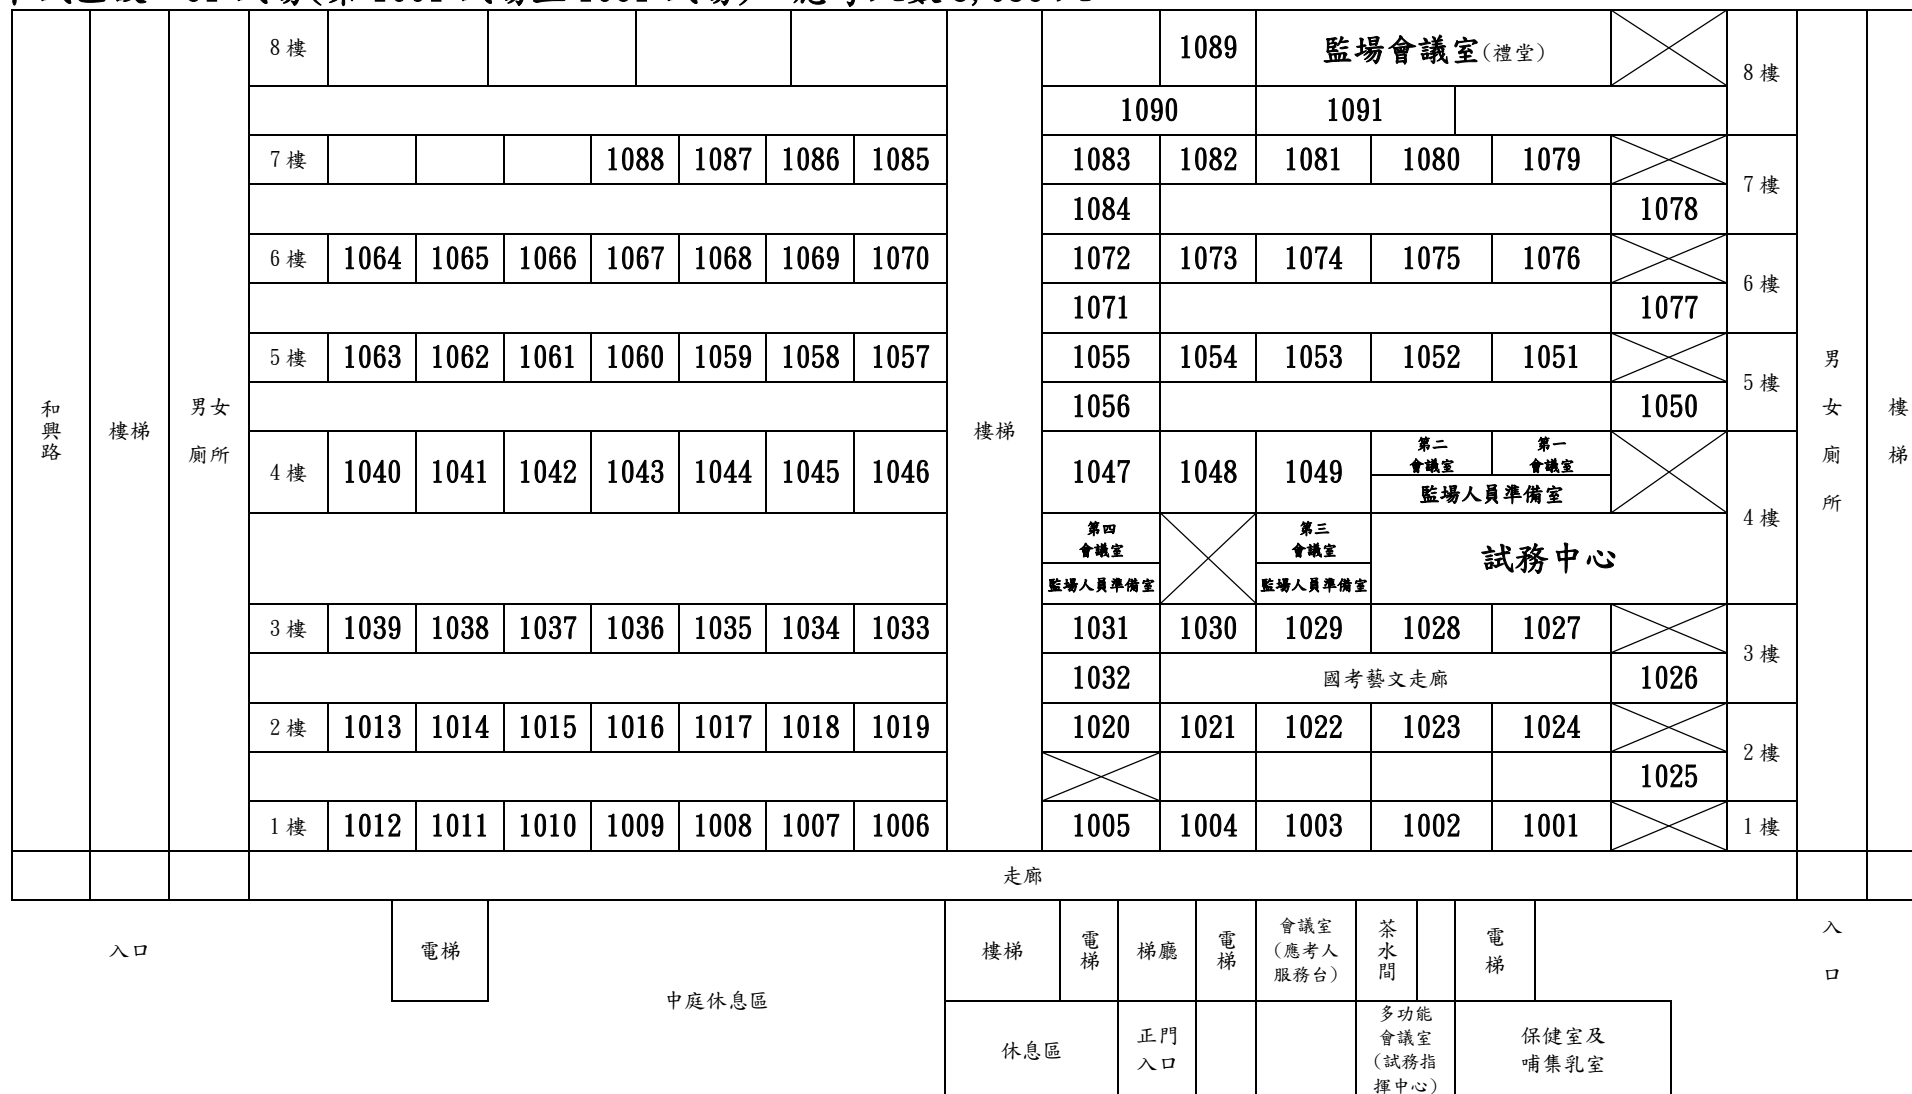 8樓 1089 監場會議室(禮堂) 8樓
1090 1091
7樓 1088 1087 1086 1085 1083 1082 1081 1080 1079 7樓
1084 1078
6樓 1064 1065 1066 1067 1068 1069 1070 1072 1073 1074 1075 1076 6樓
1071 1077
5樓 1063 1062 1061 1060 1059 1058 1057 1055 1054 1053 1052 1051 5樓
1056 1050
和興路 樓梯 男女廁所 樓梯 男女廁所 樓梯
4樓 1040 1041 1042 1043 1044 1045 1046 1047 1048 1049 第二會議室 第一會議室 4樓
監場人員準備室
第四會議室 第三會議室 試務中心
監場人員準備室 監場人員準備室
3樓 1039 1038 1037 1036 1035 1034 1033 1031 1030 1029 1028 1027 3樓
1032 國考藝文走廊 1026
2樓 1013 1014 1015 1016 1017 1018 1019 1020 1021 1022 1023 1024 2樓
1025
1樓 1012 1011 1010 1009 1008 1007 1006 1005 1004 1003 1002 1001 1樓
走廊
入口 電梯 樓梯 電梯 梯廳 電梯 會議室(應考人服務台) 茶水間 電梯 入口
中庭休息區
休息區 正門入口 多功能會議室(試務指揮中心) 保健室及哺集乳室